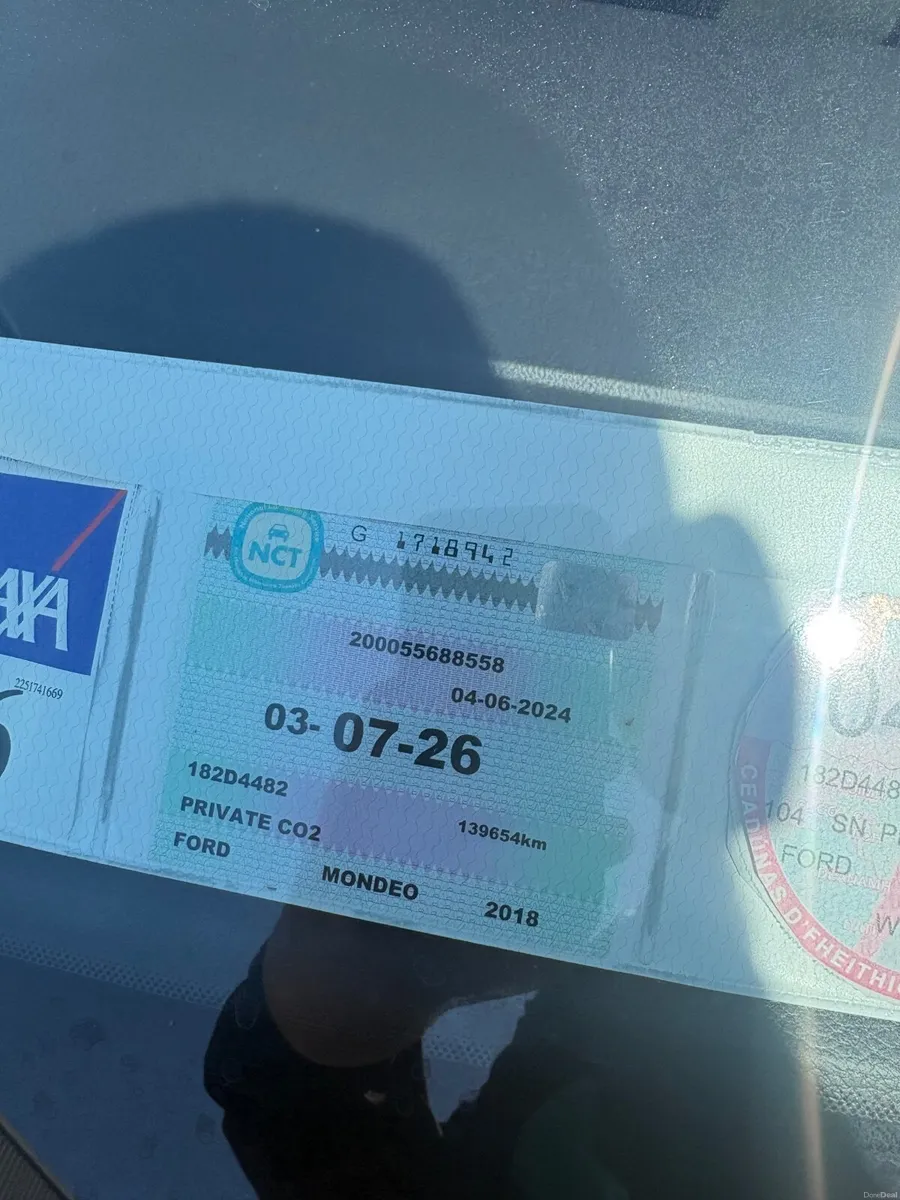 AXA
2251741669
NCT
G 1718942
200055688558
04-06-2024
03-07-26
182D4482
PRIVATE CO2
139654km
FORD
MONDEO
2018
182D448
104 SN P
FORD
W
CEADÚNAS D'FHEITHI
DoneDeal